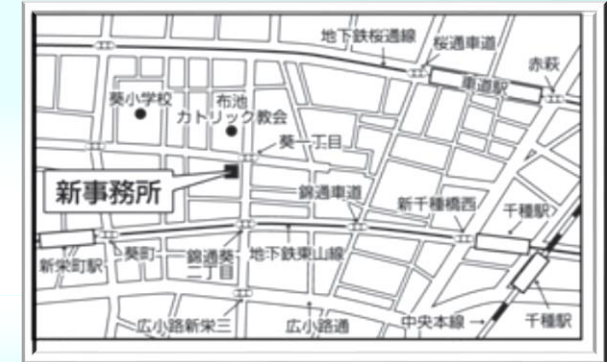 地下鉄桜通線
桜通車道
赤萩
車道駅
葵小学校
布池
カトリック教会
葵一丁目
新事務所
錦通車道
新千種橋西
千種駅
新栄町駅
葵町
錦通葵
二丁目
地下鉄東山線
広小路新栄三
広小路通
中央本線→
千種駅